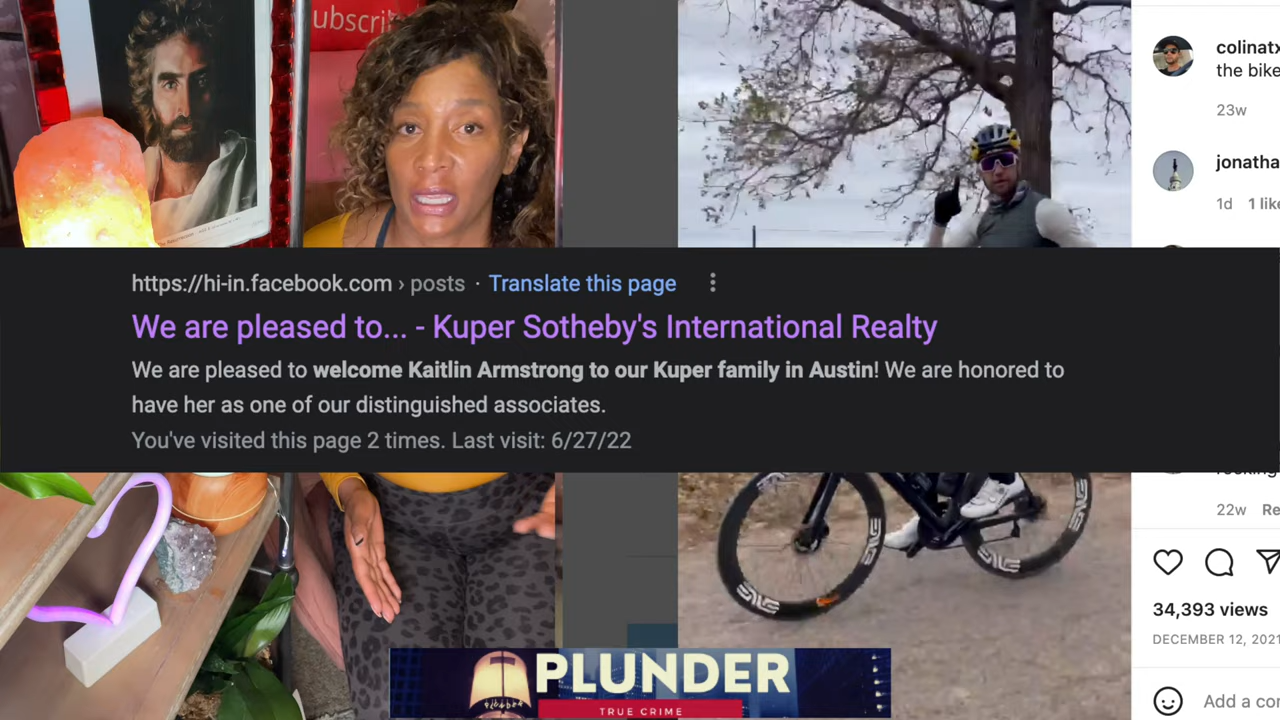 ubscri
colinatx
the bike
23w
jonatha
1d 1 like
https://hi-in.facebook.com › posts · Translate this page
We are pleased to... - Kuper Sotheby's International Realty
We are pleased to welcome Kaitlin Armstrong to our Kuper family in Austin! We are honored to
have her as one of our distinguished associates.
You've visited this page 2 times. Last visit: 6/27/22
22w Re
34,393 views
DECEMBER 12, 2021
Add a co
PLUNDER
TRUE CRIME